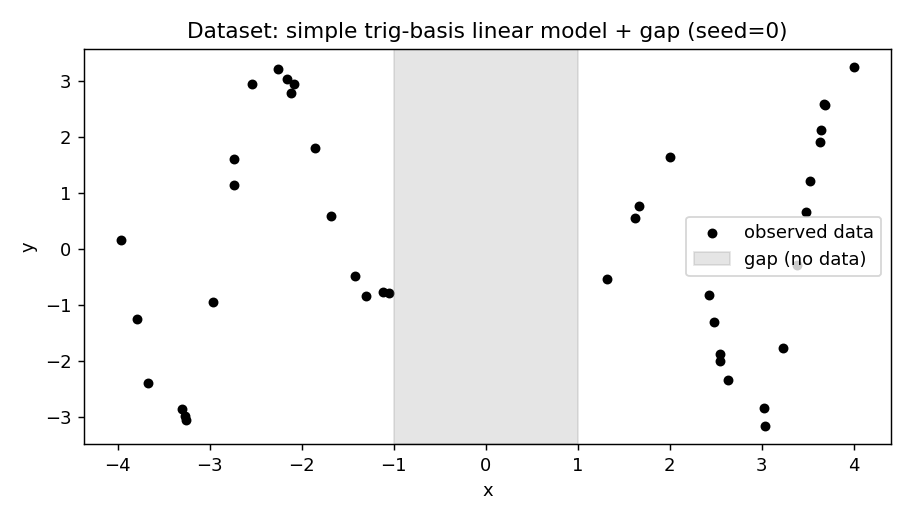 Dataset: simple trig-basis linear model + gap (seed=0)
3
2
1
0
−1
−2
−3
y
observed data
gap (no data)
−4 −3 −2 −1 0 1 2 3 4
x